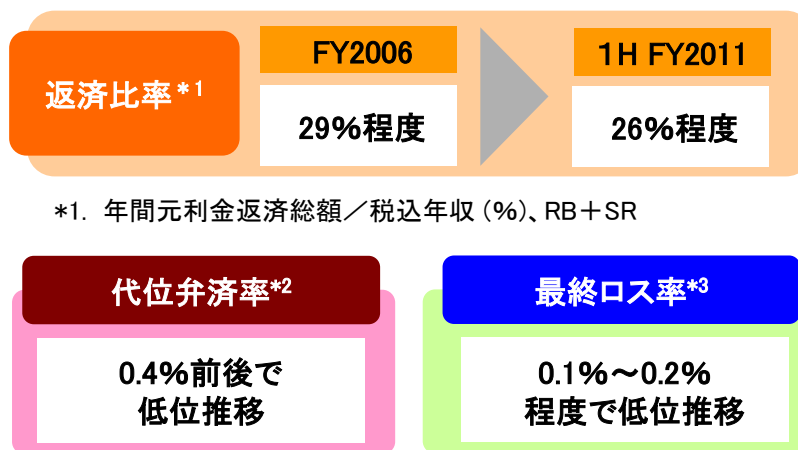 返済比率*1
FY2006
1H FY2011
29%程度
26%程度
*1. 年間元利金返済総額／税込年収(%)、RB＋SR
代位弁済率*2
最終ロス率*3
0.4%前後で
低位推移
0.1%～0.2%
程度で低位推移